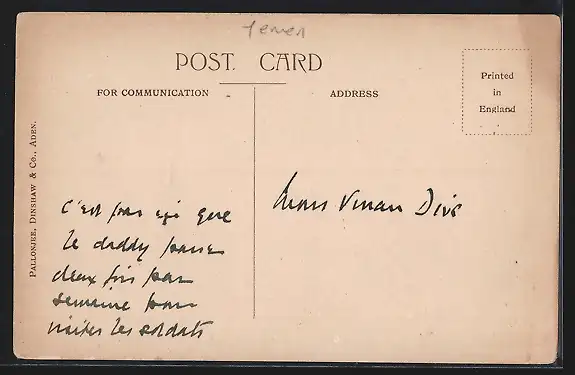 Yemen
POST CARD
FOR COMMUNICATION
ADDRESS
Printed
in
England
PALLONJEE, DINSHAW & CO., ADEN.
c'est par ici que
le daddy passe
deux fois par
semaine pour
visiter les soldats